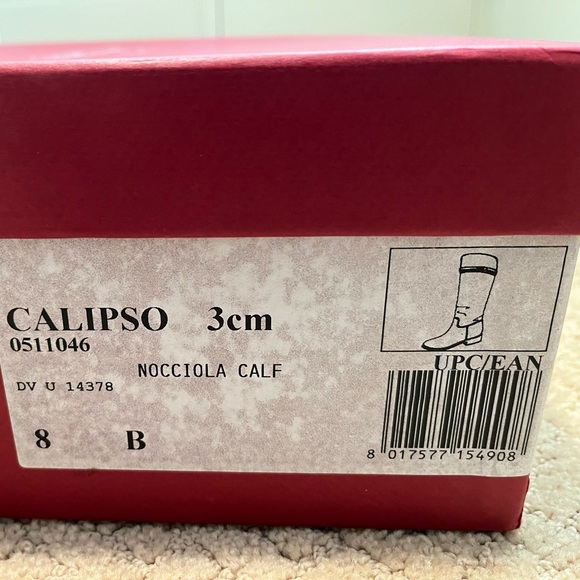 CALIPSO 3cm
0511046
NOCCIOLA CALF
DV U 14378
8 B
UPC/EAN
8 017577 154908